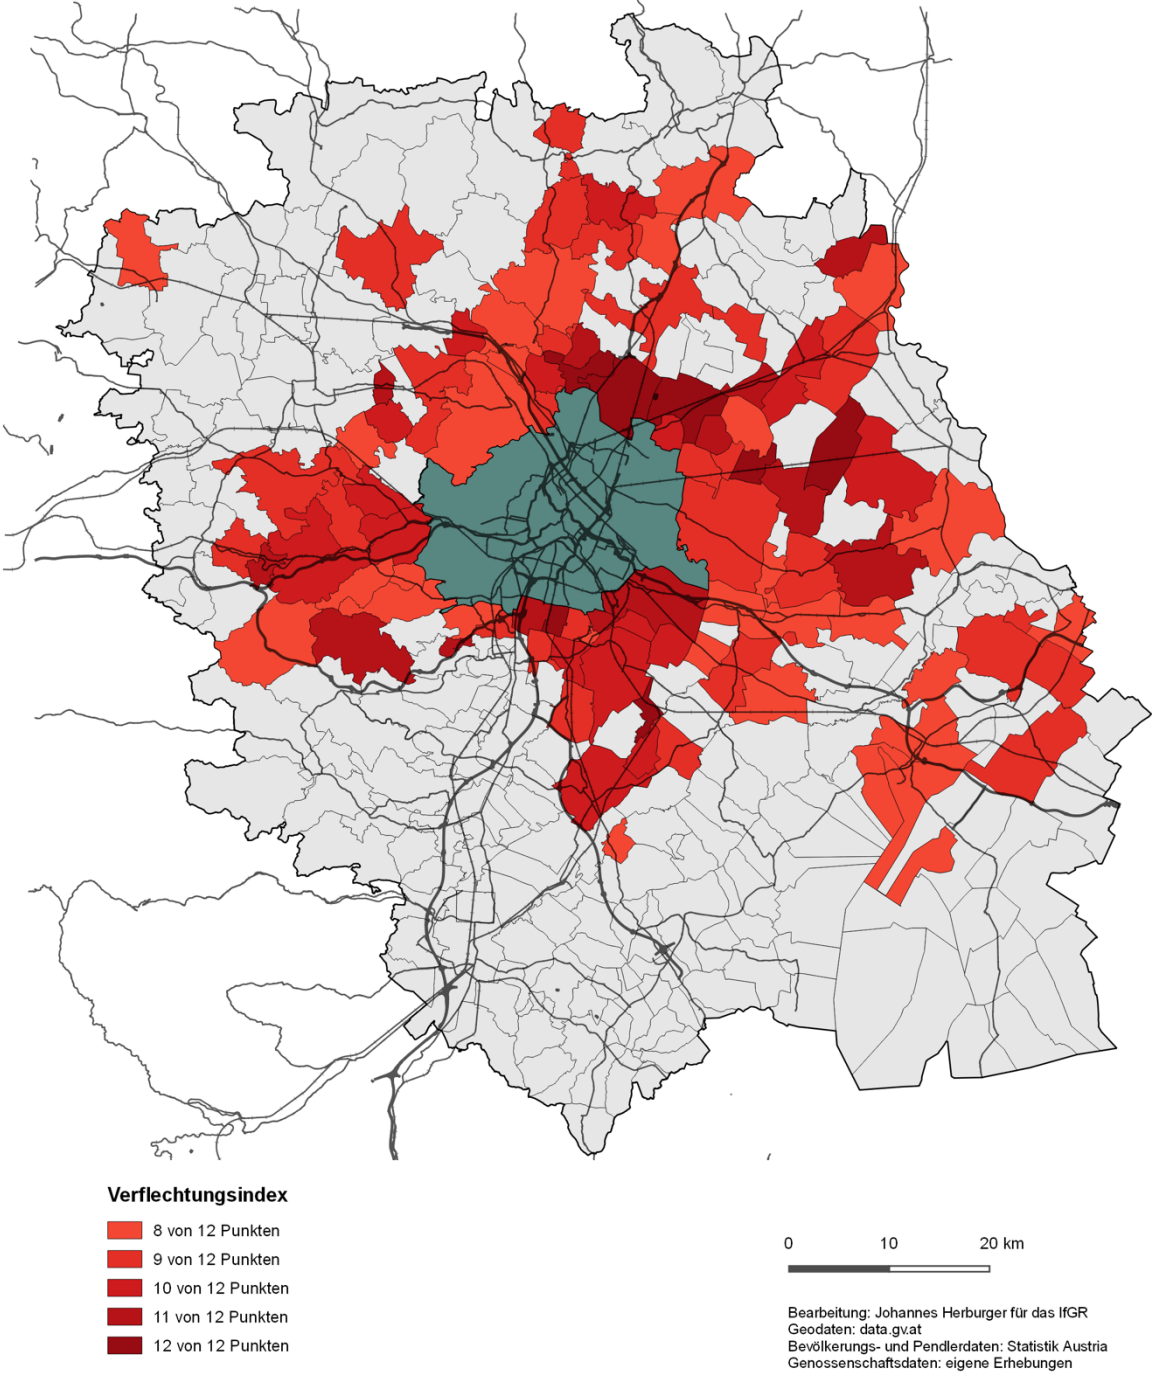 Verflechtungsindex
8 von 12 Punkten
9 von 12 Punkten
10 von 12 Punkten
11 von 12 Punkten
12 von 12 Punkten
0 10 20 km
Bearbeitung: Johannes Herburger für das IfGR
Geodaten: data.gv.at
Bevölkerungs- und Pendlerdaten: Statistik Austria
Genossenschaftsdaten: eigene Erhebungen